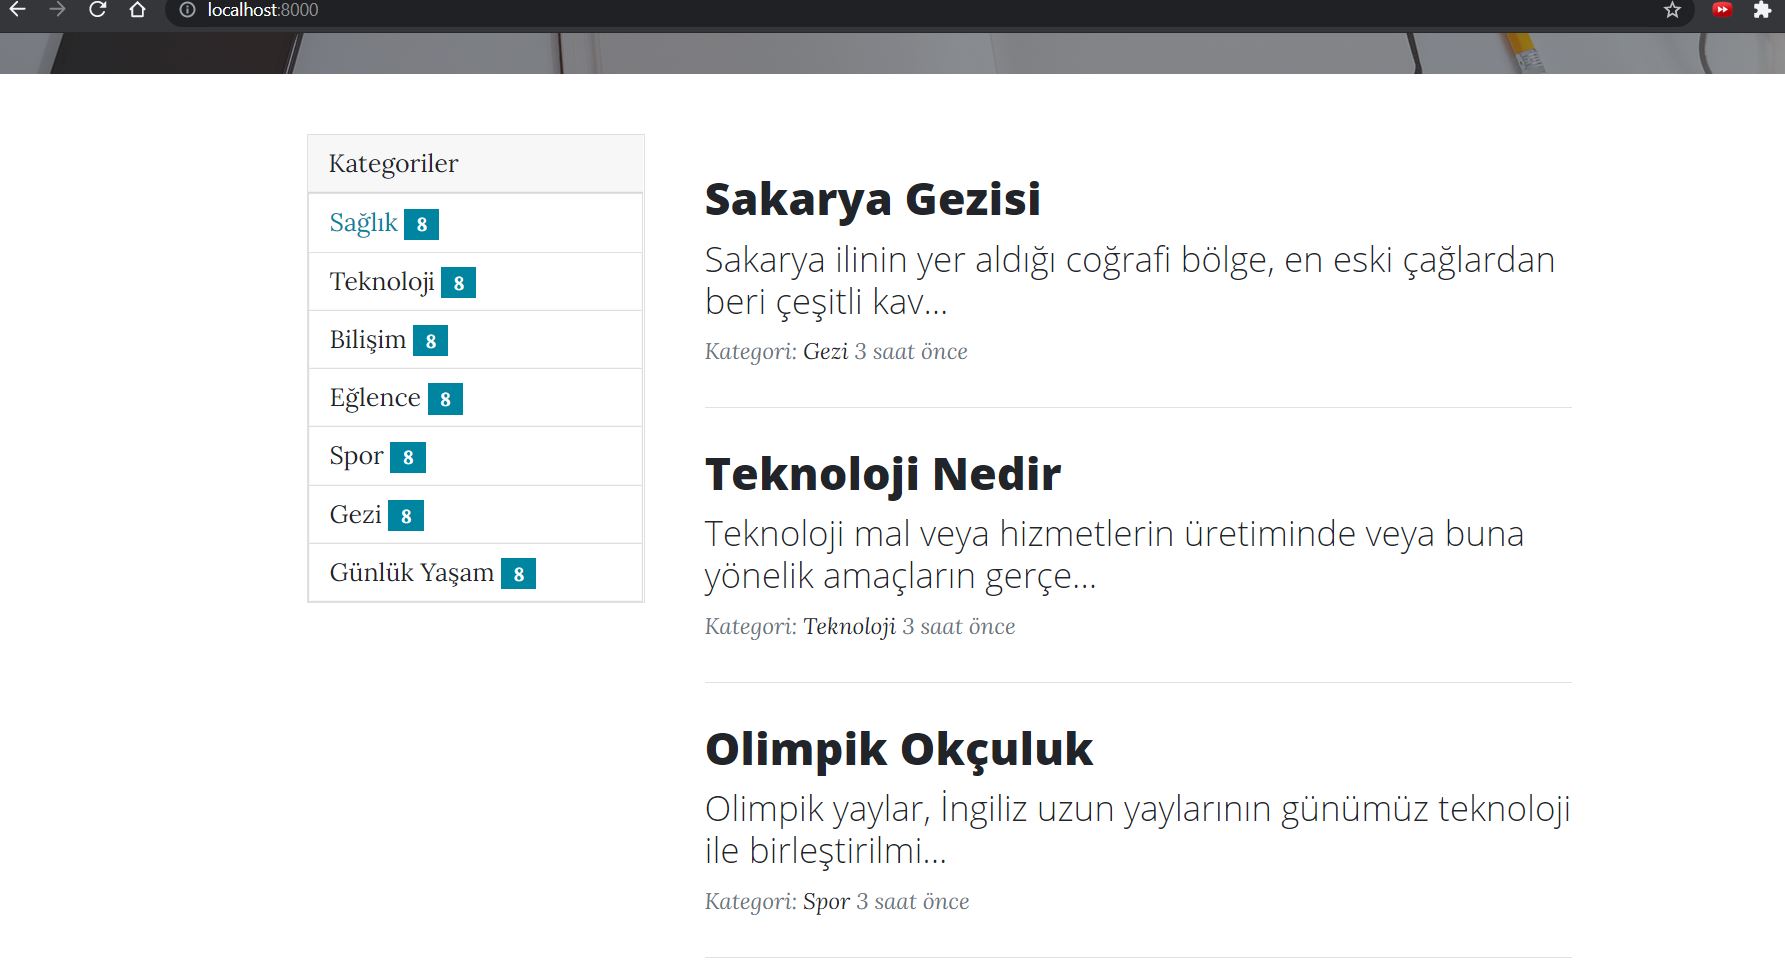 localhost:8000
Kategoriler
Sağlık 8
Teknoloji 8
Bilişim 8
Eğlence 8
Spor 8
Gezi 8
Günlük Yaşam 8
Sakarya Gezisi
Sakarya ilinin yer aldığı coğrafi bölge, en eski çağlardan
beri çeşitli kav...
Kategori: Gezi 3 saat önce
Teknoloji Nedir
Teknoloji mal veya hizmetlerin üretiminde veya buna
yönelik amaçların gerçe...
Kategori: Teknoloji 3 saat önce
Olimpik Okçuluk
Olimpik yaylar, İngiliz uzun yaylarının günümüz teknoloji
ile birleştirilmi...
Kategori: Spor 3 saat önce